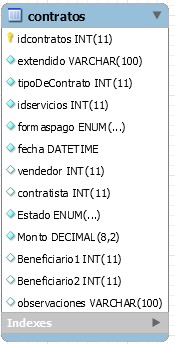 contratos
idcontratos INT(11)
extendido VARCHAR(100)
tipoDeContrato INT(11)
idservicios INT(11)
formaspago ENUM(...)
fecha DATETIME
vendedor INT(11)
contratista INT(11)
Estado ENUM(...)
Monto DECIMAL(8,2)
Beneficiario1 INT(11)
Beneficiario2 INT(11)
observaciones VARCHAR(100)
Indexes